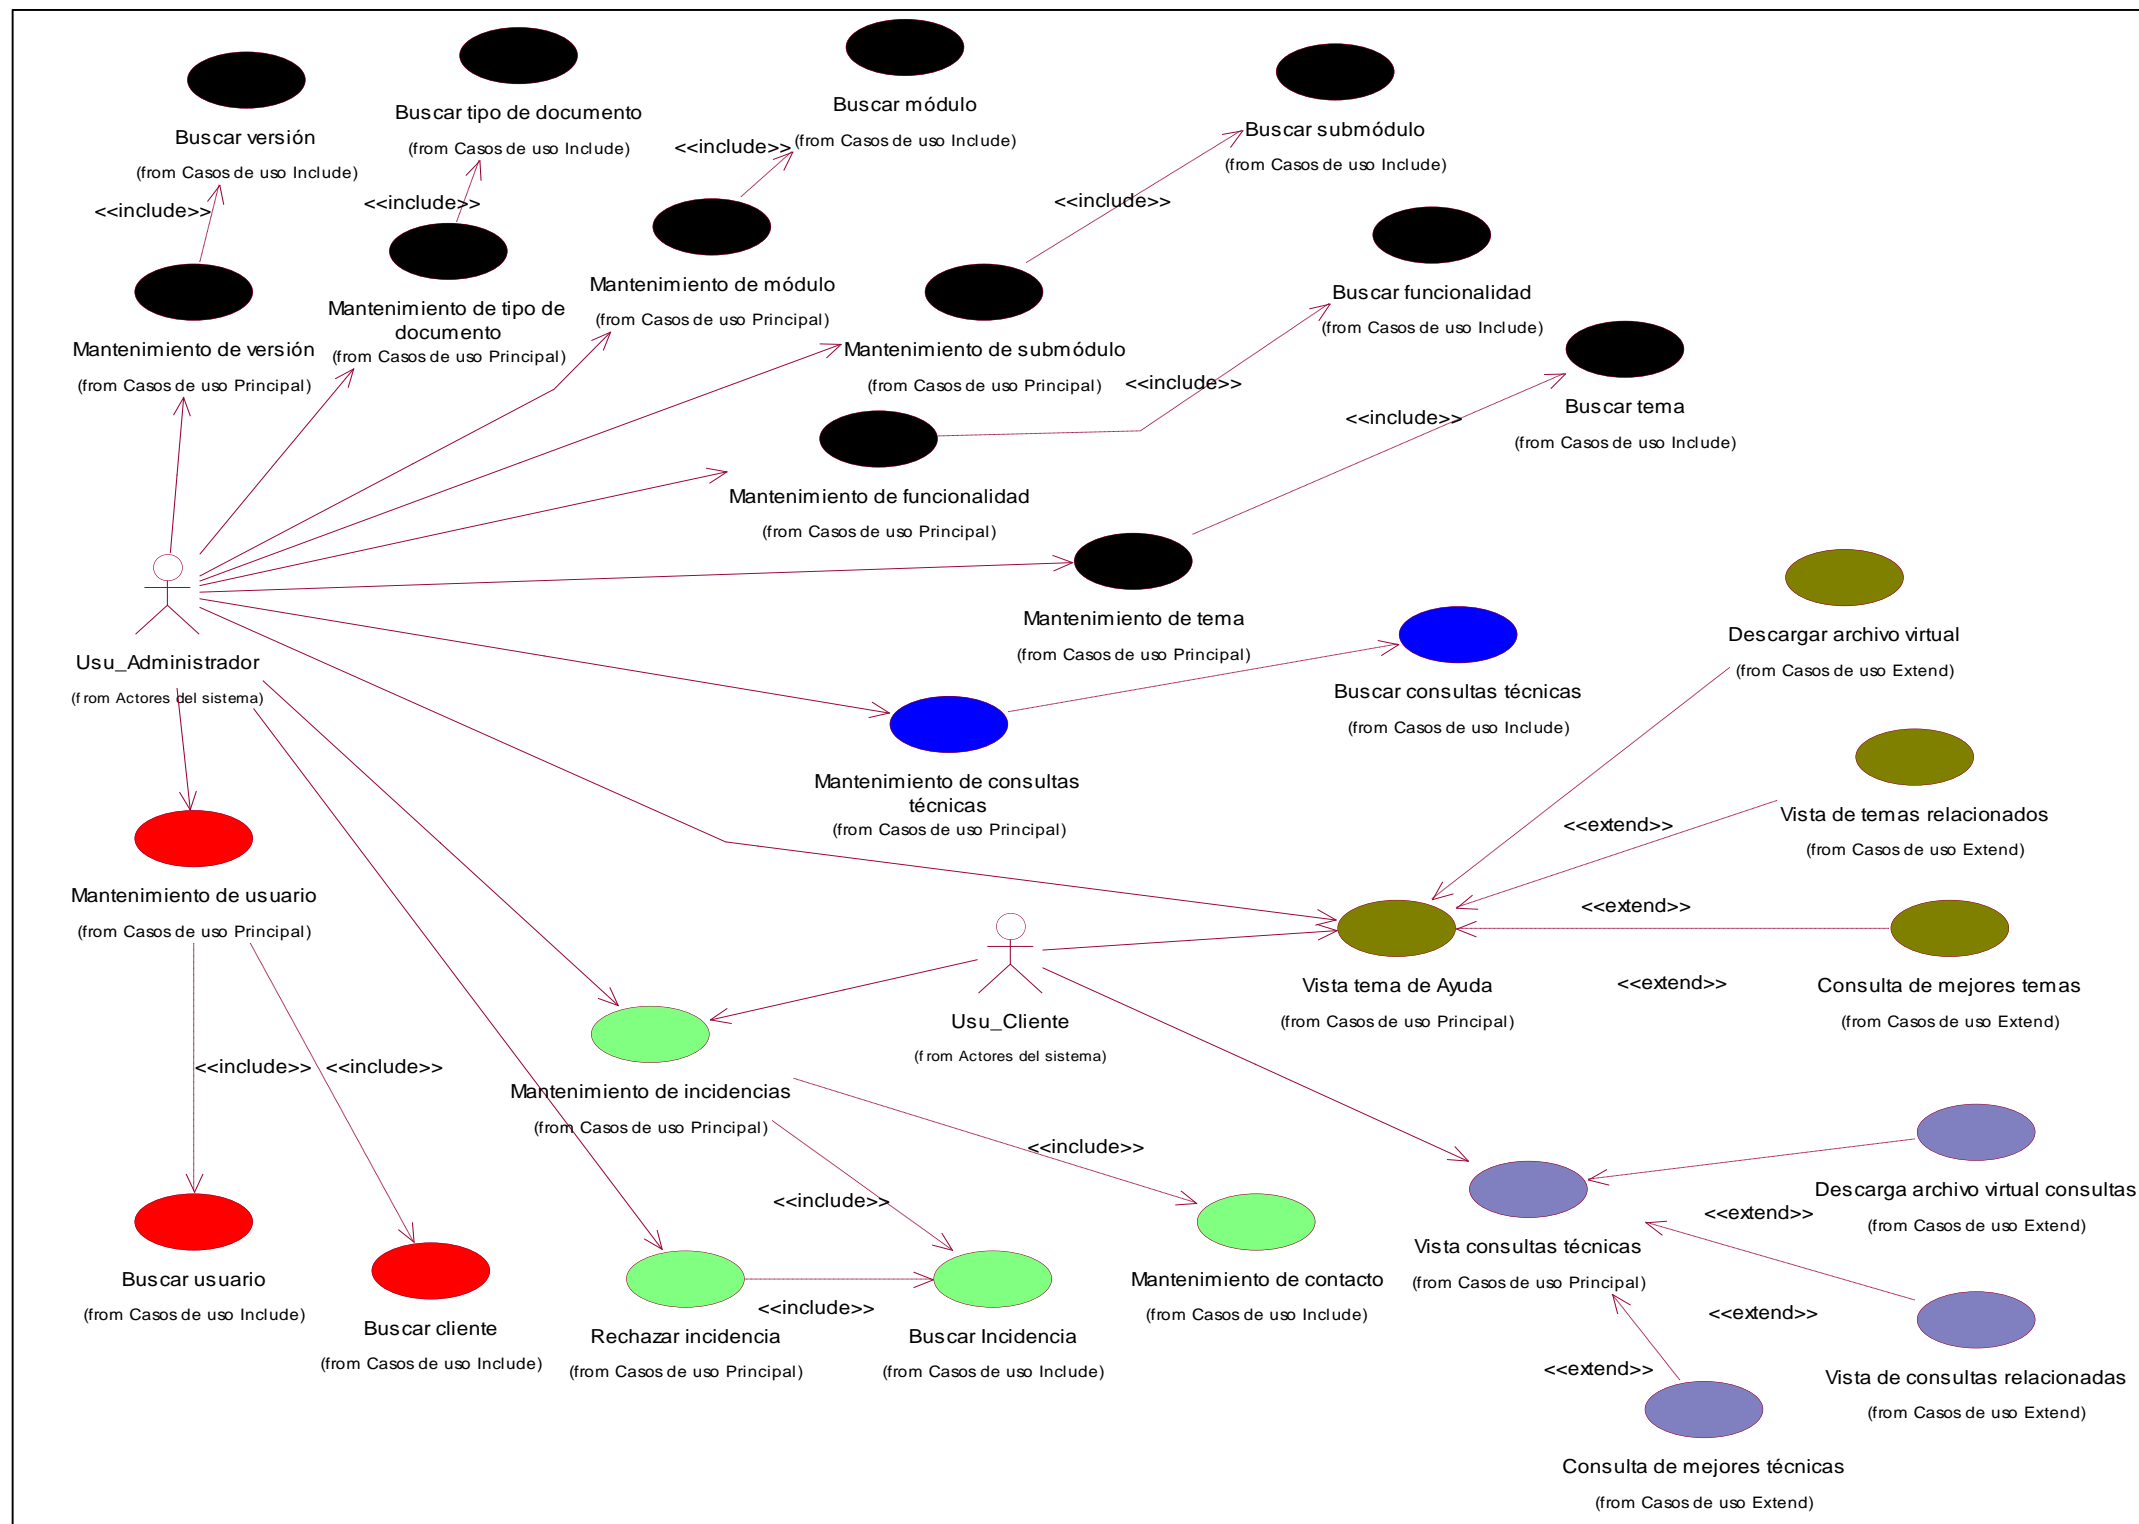 Buscar versión
(from Casos de uso Include)
<<include>>
Buscar tipo de documento
(from Casos de uso Include)
<<include>>
Buscar módulo
(from Casos de uso Include)
<<include>>
Buscar submódulo
(from Casos de uso Include)
<<include>>
Mantenimiento de versión
(from Casos de uso Principal)
Mantenimiento de tipo de
documento
(from Casos de uso Principal)
Mantenimiento de módulo
(from Casos de uso Principal)
Mantenimiento de submódulo
(from Casos de uso Principal)
Buscar funcionalidad
(from Casos de uso Include)
<<include>>
Buscar tema
(from Casos de uso Include)
<<include>>
Mantenimiento de funcionalidad
(from Casos de uso Principal)
Mantenimiento de tema
(from Casos de uso Principal)
Usu_Administrador
(from Actores del sistema)
Descargar archivo virtual
(from Casos de uso Extend)
Buscar consultas técnicas
(from Casos de uso Include)
Mantenimiento de consultas
técnicas
(from Casos de uso Principal)
Vista de temas relacionados
(from Casos de uso Extend)
<<extend>>
Mantenimiento de usuario
(from Casos de uso Principal)
<<extend>>
<<extend>>
Vista tema de Ayuda
(from Casos de uso Principal)
Consulta de mejores temas
(from Casos de uso Extend)
Usu_Cliente
(from Actores del sistema)
<<include>>
<<include>>
Mantenimiento de incidencias
(from Casos de uso Principal)
<<include>>
<<include>>
Descarga archivo virtual consultas
(from Casos de uso Extend)
<<extend>>
Vista consultas técnicas
(from Casos de uso Principal)
Buscar usuario
(from Casos de uso Include)
Buscar cliente
(from Casos de uso Include)
Rechazar incidencia
(from Casos de uso Principal)
<<include>>
Buscar Incidencia
(from Casos de uso Include)
Mantenimiento de contacto
(from Casos de uso Include)
<<extend>>
<<extend>>
Vista de consultas relacionadas
(from Casos de uso Extend)
Consulta de mejores técnicas
(from Casos de uso Extend)